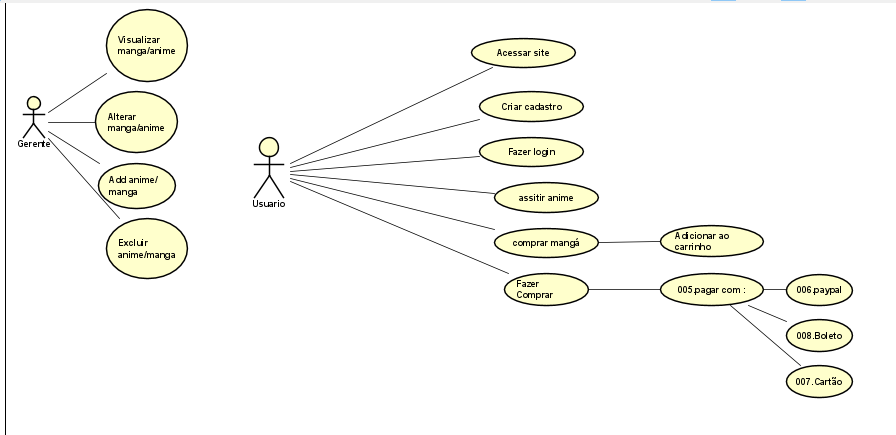 Visualizar
manga/anime
Alterar
manga/anime
Gerente
Add anime/
manga
Excluir
anime/manga
Usuario
Acessar site
Criar cadastro
Fazer login
assitir anime
comprar mangá
Adicionar ao
carrinho
Fazer
Comprar
005.pagar com :
006.paypal
008.Boleto
007.Cartão